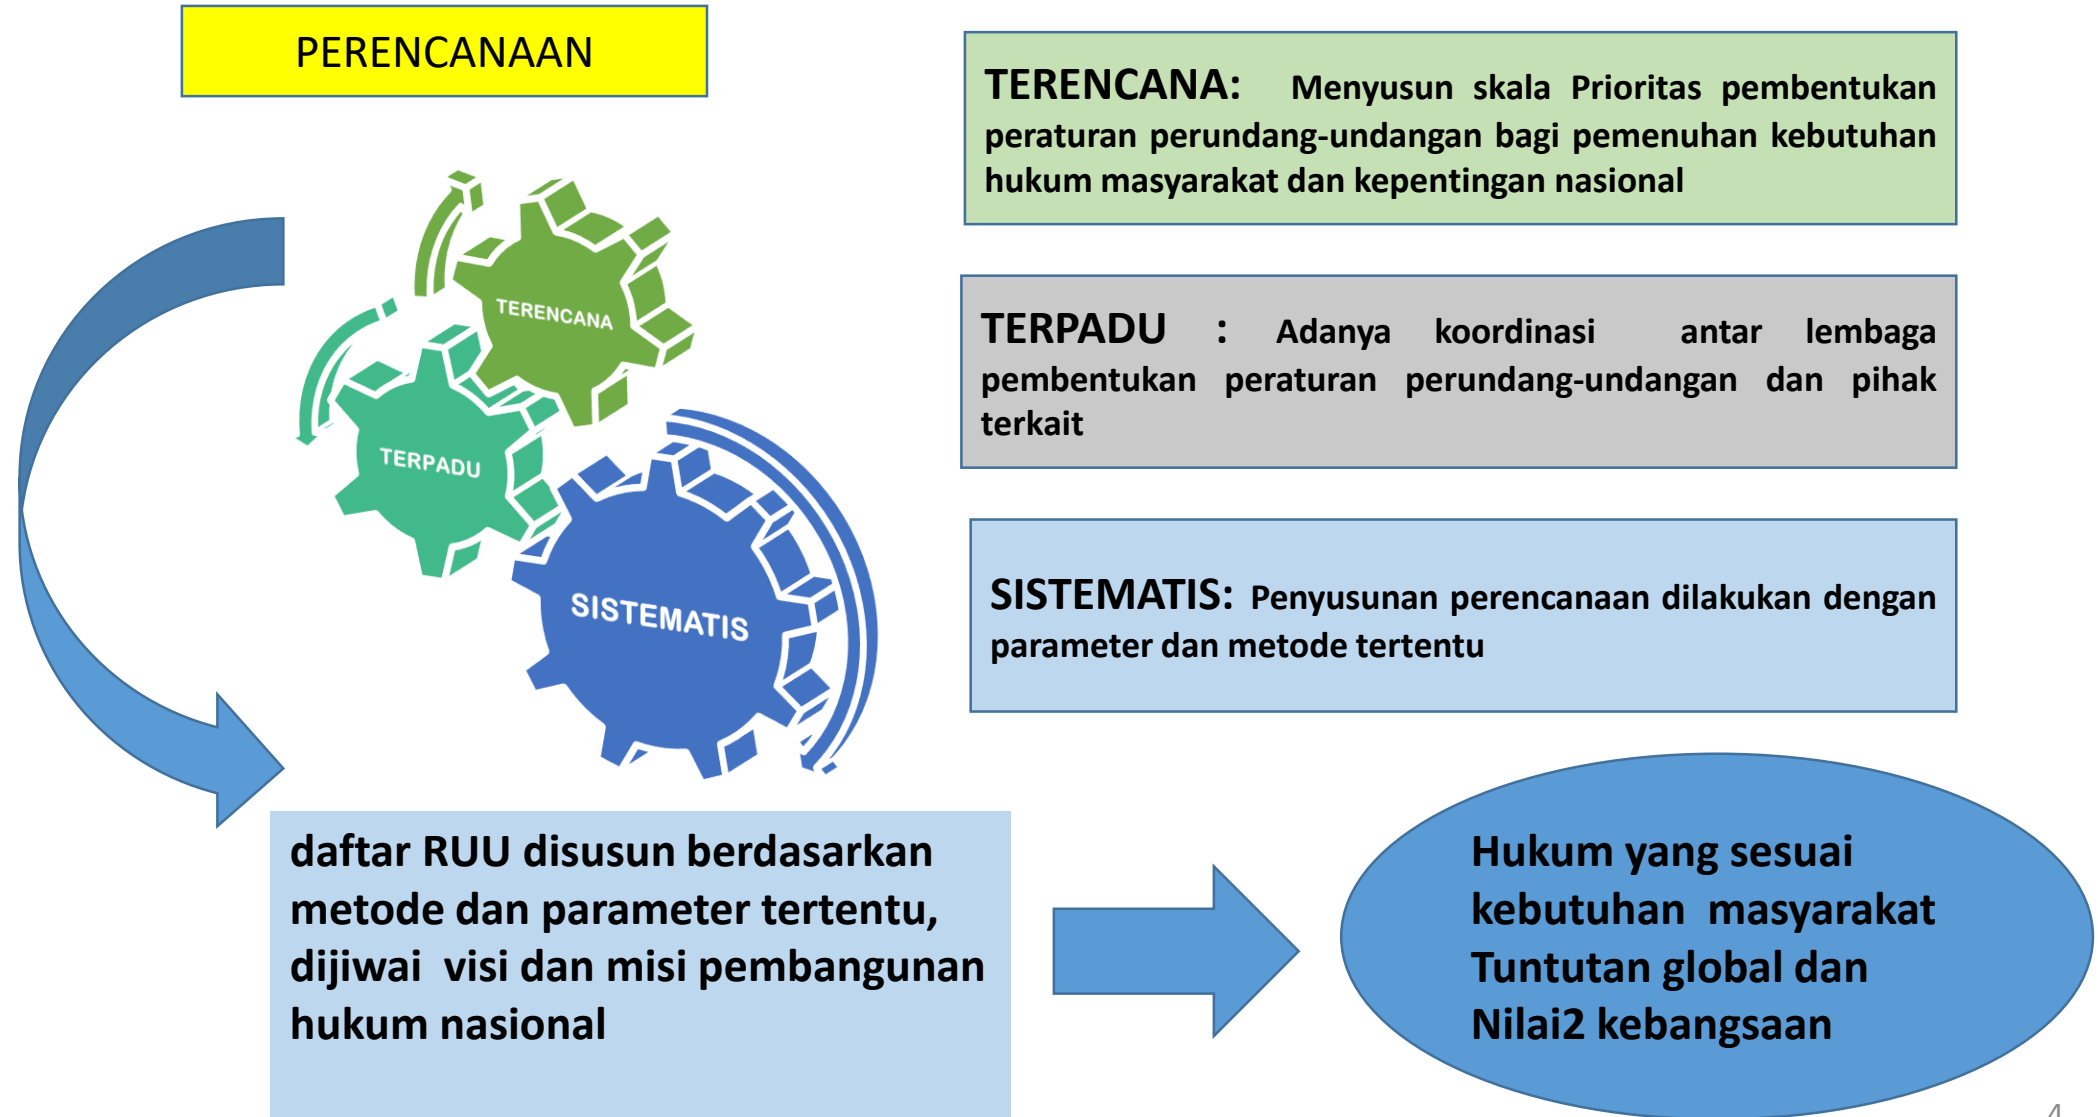 PERENCANAAN
TERENCANA: Menyusun skala Prioritas pembentukan
peraturan perundang-undangan bagi pemenuhan kebutuhan
hukum masyarakat dan kepentingan nasional
TERENCANA
TERPADU
SISTEMATIS
TERPADU : Adanya koordinasi antar lembaga
pembentukan peraturan perundang-undangan dan pihak
terkait
SISTEMATIS: Penyusunan perencanaan dilakukan dengan
parameter dan metode tertentu
daftar RUU disusun berdasarkan
metode dan parameter tertentu,
dijiwai visi dan misi pembangunan
hukum nasional
Hukum yang sesuai
kebutuhan masyarakat
Tuntutan global dan
Nilai2 kebangsaan
4